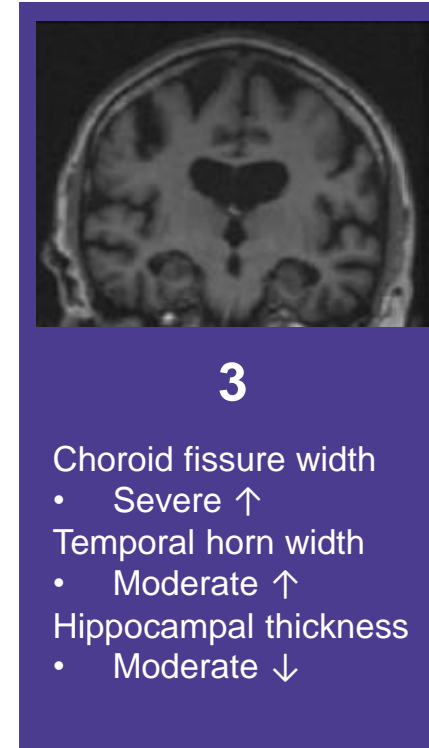 3
Choroid fissure width
• Severe ↑
Temporal horn width
• Moderate ↑
Hippocampal thickness
• Moderate ↓